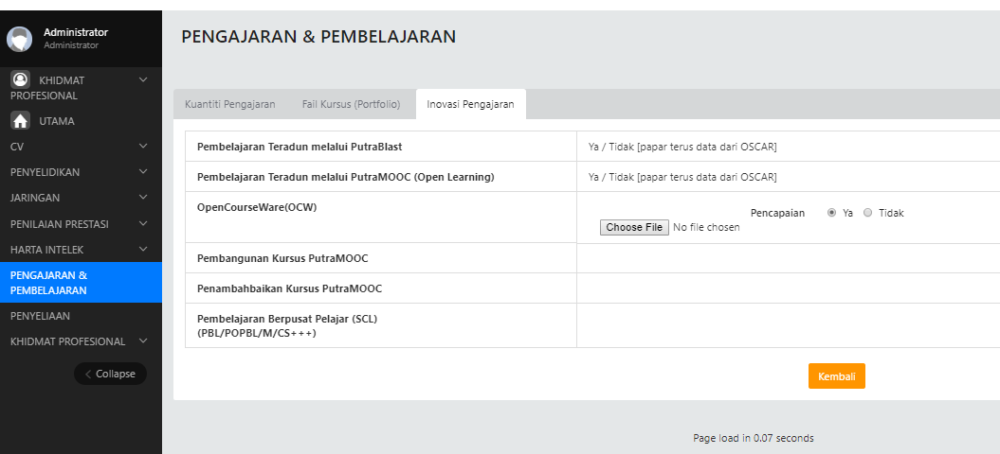 Administrator
Administrator
KHIDMAT
PROFESIONAL
UTAMA
CV
PENYELIDIKAN
JARINGAN
PENILAIAN PRESTASI
HARTA INTELEK
PENGAJARAN &
PEMBELAJARAN
PENYELIAAN
KHIDMAT PROFESIONAL
Collapse
PENGAJARAN & PEMBELAJARAN
Kuantiti Pengajaran Fail Kursus (Portfolio) Inovasi Pengajaran
Pembelajaran Teradun melalui PutraBlast Ya / Tidak [papar terus data dari OSCAR]
Pembelajaran Teradun melalui PutraMOOC (Open Learning) Ya / Tidak [papar terus data dari OSCAR]
OpenCourseWare(OCW)
Pencapaian Ya Tidak
Choose File No file chosen
Pembangunan Kursus PutraMOOC
Penambahbaikan Kursus PutraMOOC
Pembelajaran Berpusat Pelajar (SCL)
(PBL/POPBL/M/CS+++)
Kembali
Page load in 0.07 seconds